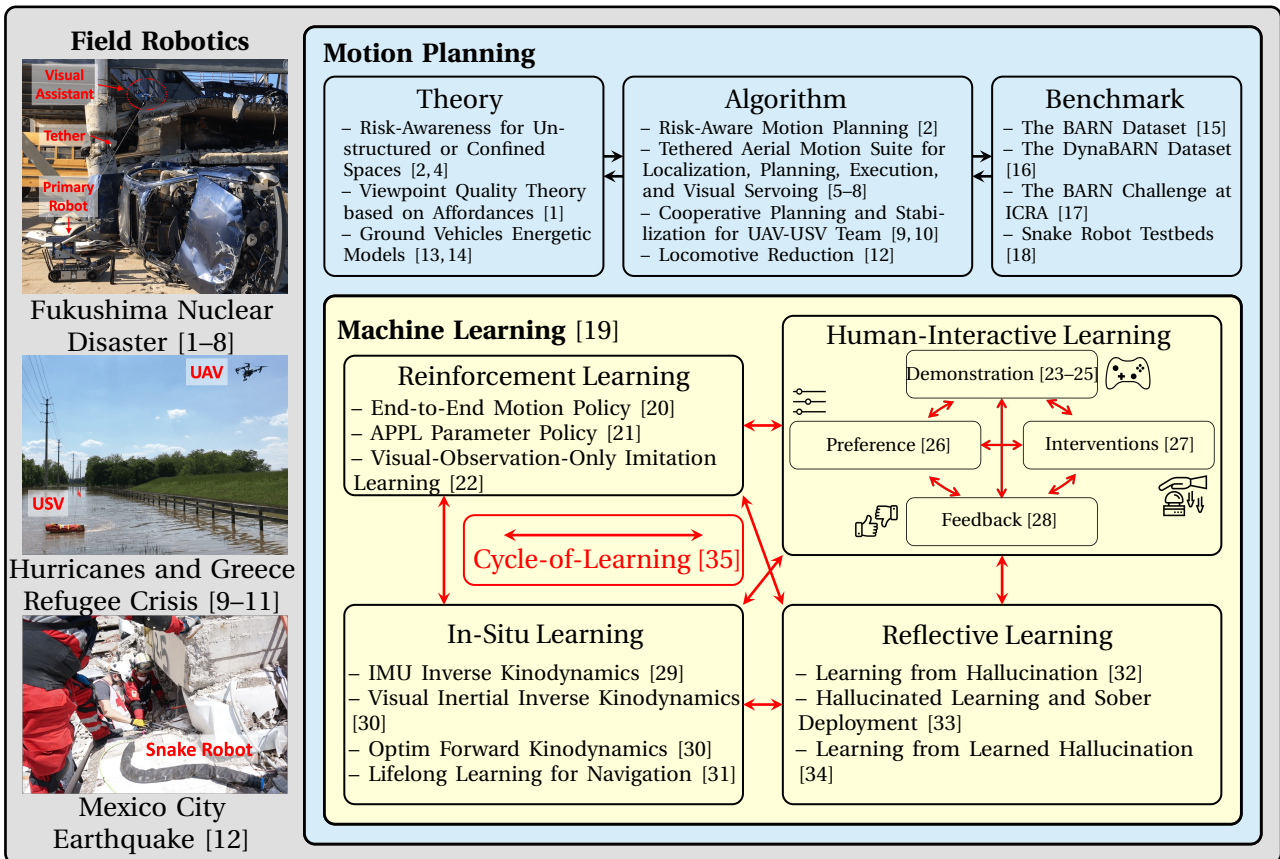 Field Robotics
Visual
Assistant
Tether
Primary
Robot
Fukushima Nuclear
Disaster [1–8]
UAV
USV
Hurricanes and Greece
Refugee Crisis [9–11]
Snake Robot
Mexico City
Earthquake [12]
Motion Planning
Theory
– Risk-Awareness for Un-
structured or Confined
Spaces [2, 4]
– Viewpoint Quality Theory
based on Affordances [1]
– Ground Vehicles Energetic
Models [13, 14]
Algorithm
– Risk-Aware Motion Planning [2]
– Tethered Aerial Motion Suite for
Localization, Planning, Execution,
and Visual Servoing [5–8]
– Cooperative Planning and Stabi-
lization for UAV-USV Team [9, 10]
– Locomotive Reduction [12]
Benchmark
– The BARN Dataset [15]
– The DynaBARN Dataset
[16]
– The BARN Challenge at
ICRA [17]
– Snake Robot Testbeds
[18]
Machine Learning [19]
Reinforcement Learning
– End-to-End Motion Policy [20]
– APPL Parameter Policy [21]
– Visual-Observation-Only Imitation
Learning [22]
Human-Interactive Learning
Demonstration [23–25]
Preference [26]
Interventions [27]
Feedback [28]
Cycle-of-Learning [35]
In-Situ Learning
– IMU Inverse Kinodynamics [29]
– Visual Inertial Inverse Kinodynamics
[30]
– Optim Forward Kinodynamics [30]
– Lifelong Learning for Navigation [31]
Reflective Learning
– Learning from Hallucination [32]
– Hallucinated Learning and Sober
Deployment [33]
– Learning from Learned Hallucination
[34]